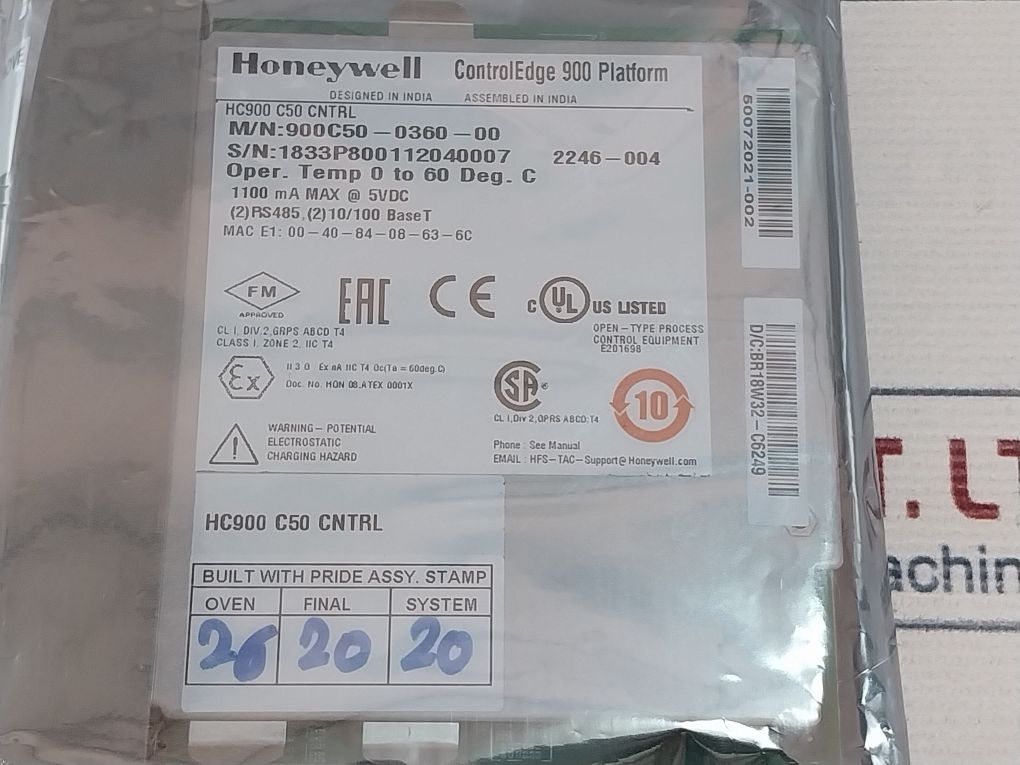 Honeywell ControlEdge 900 Platform
DESIGNED IN INDIA ASSEMBLED IN INDIA
HC900 C50 CNTRL
M/N:900C50-0360-00
S/N:1833P800112040007 2246-004
Oper. Temp 0 to 60 Deg. C
1100 mA MAX @ 5VDC
(2)RS485,(2)10/100 BaseT
MAC E1: 00-40-84-08-63-6C
FM
APPROVED
EAC
CE
C UL US LISTED
CL I, DIV.2,GRPS ABCD T4
CLASS I, ZONE 2, IIC T4
OPEN-TYPE PROCESS
CONTROL EQUIPMENT
E201698
Ex
II 3 G Ex nA IIC T4 Gc(Ta = 60deg.C)
Doc. No. HON 08.ATEX 0001X
SA ®
CL I,Div 2,GPRS ABCD:T4
10
WARNING- POTENTIAL
ELECTROSTATIC
CHARGING HAZARD
Phone : See Manual
EMAIL : HFS-TAC-Support@Honeywell.com
50072021-002
D/C:BR18W32-C6249
HC900 C50 CNTRL
BUILT WITH PRIDE ASSY. STAMP
OVEN FINAL SYSTEM
26 20 20
T.LT
achin